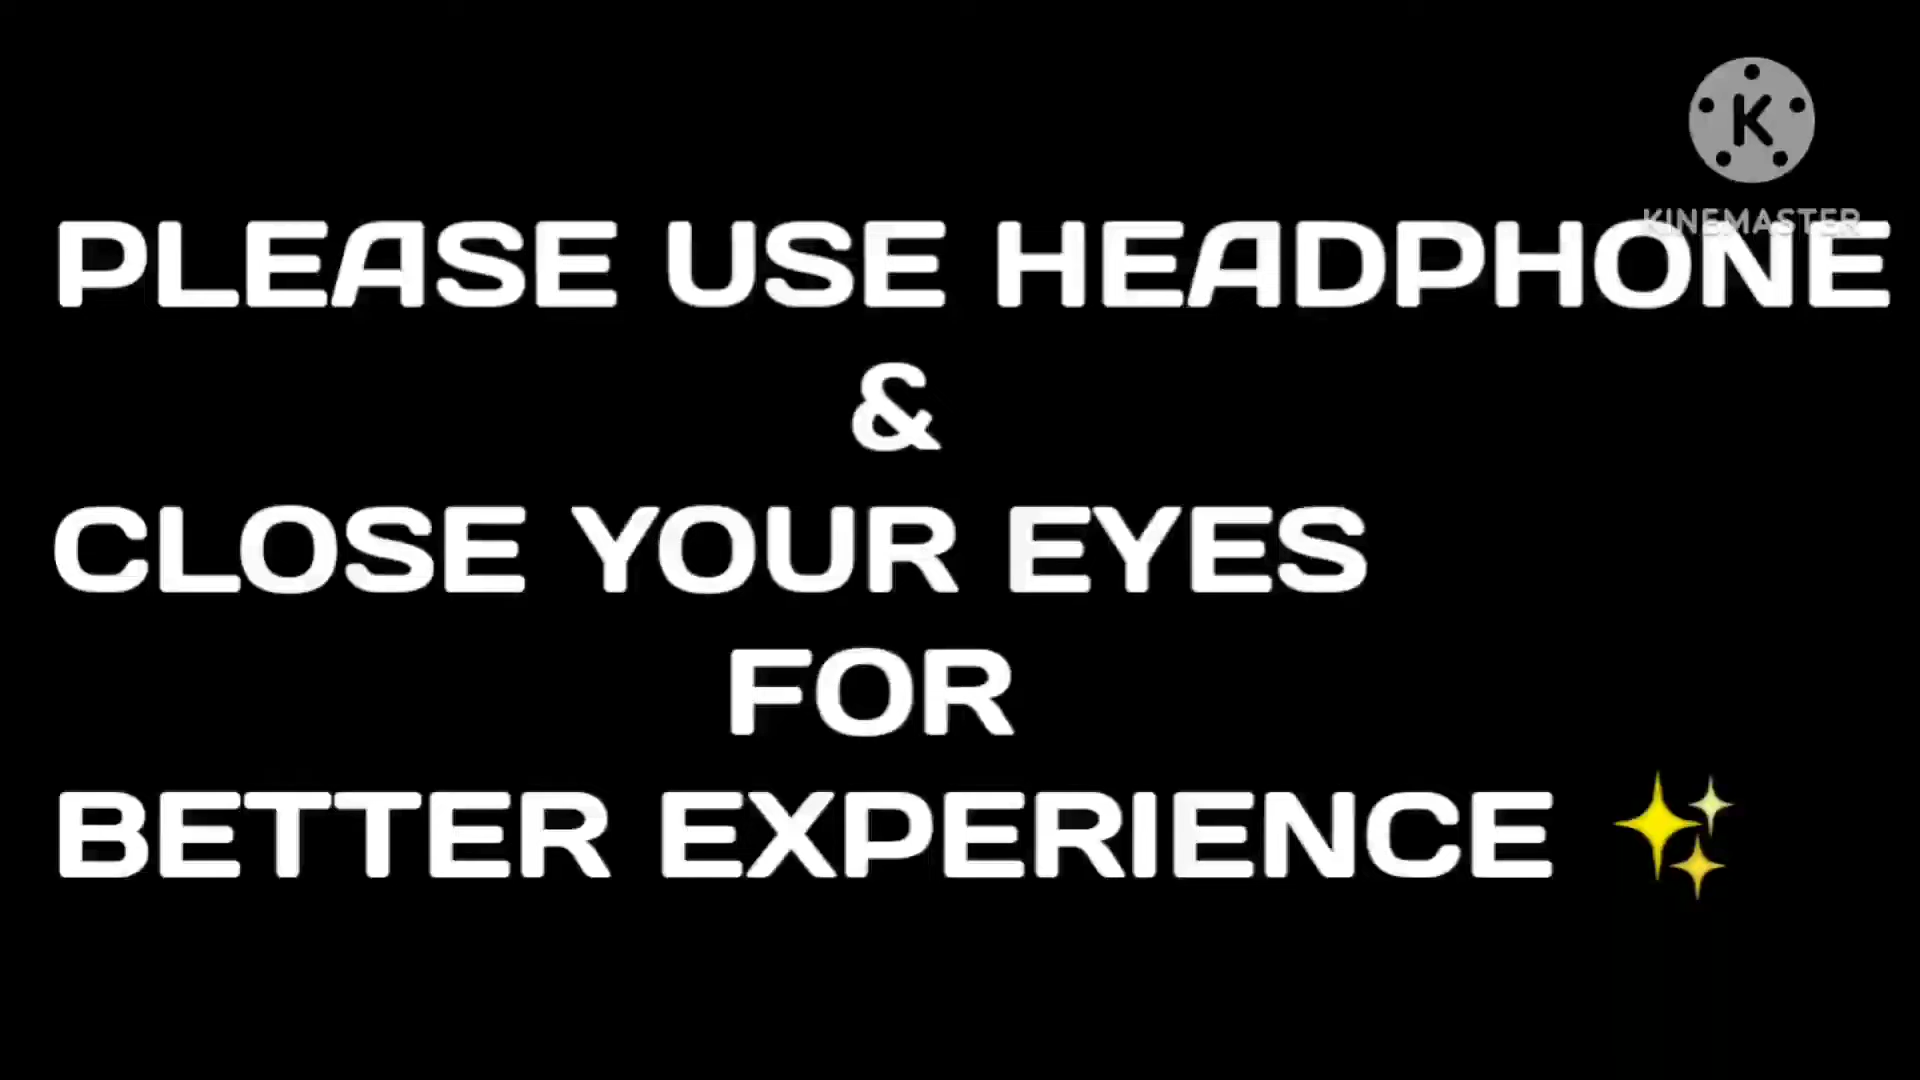 K
KINEMASTER
PLEASE USE HEADPHONE
&
CLOSE YOUR EYES
FOR
BETTER EXPERIENCE ✨